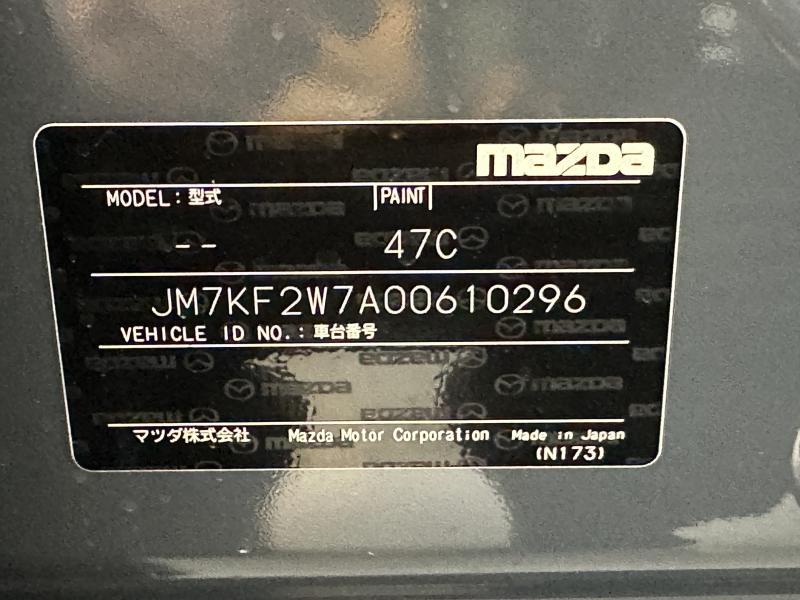 mazda
MODEL：型式 PAINT
-- 47C
JM7KF2W7A00610296
VEHICLE ID NO.：車台番号
マツダ株式会社 Mazda Motor Corporation Made in Japan
(N173)